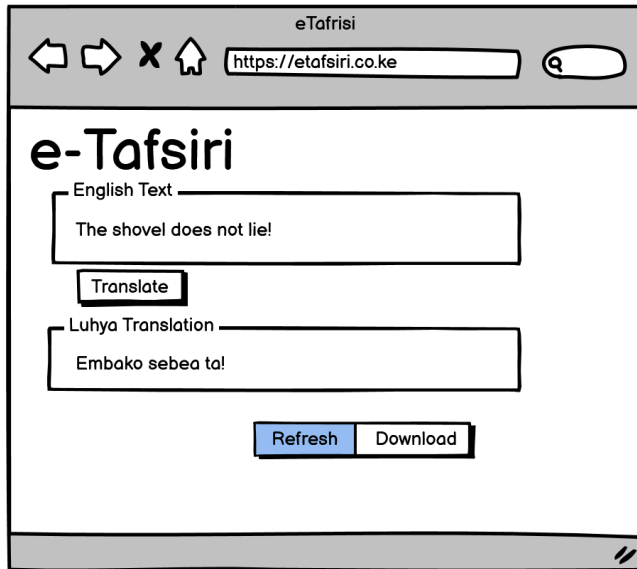 eTafrisi
https://etafsiri.co.ke
e-Tafsiri
English Text
The shovel does not lie!
Translate
Luhya Translation
Embako sebea ta!
Refresh Download